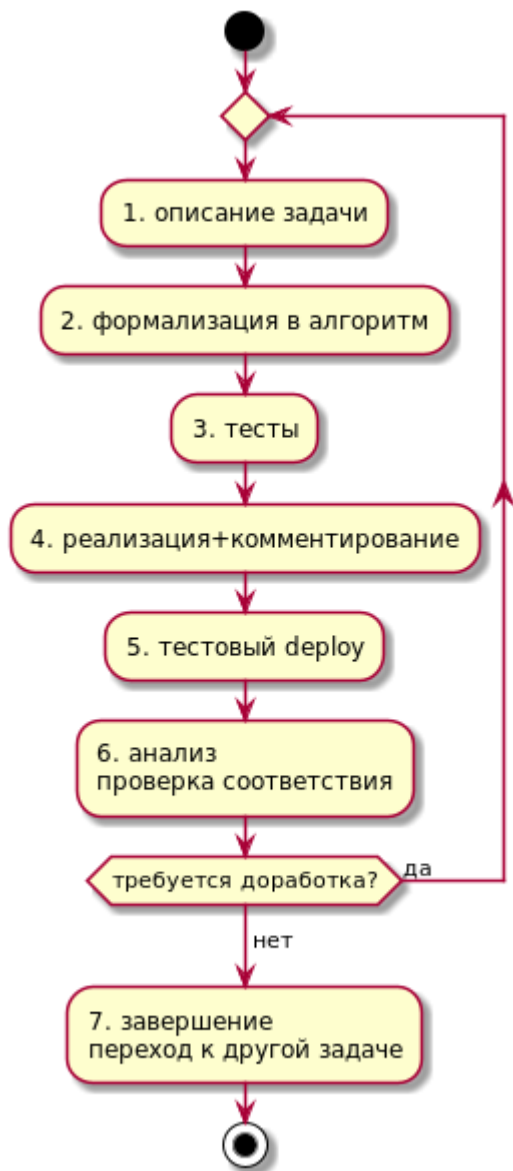 1. описание задачи
2. формализация в алгоритм
3. тесты
4. реализация+комментирование
5. тестовый deploy
6. анализ
проверка соответствия
требуется доработка?
да
нет
7. завершение
переход к другой задаче